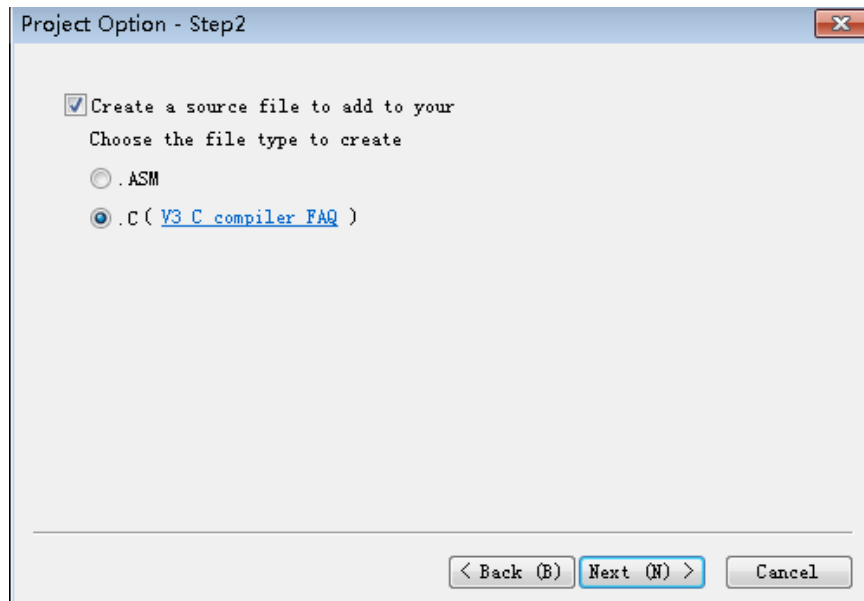 Project Option - Step2
Create a source file to add to your
Choose the file type to create
.ASM
.C ( V3 C compiler FAQ )
< Back (B) Next (N) > Cancel